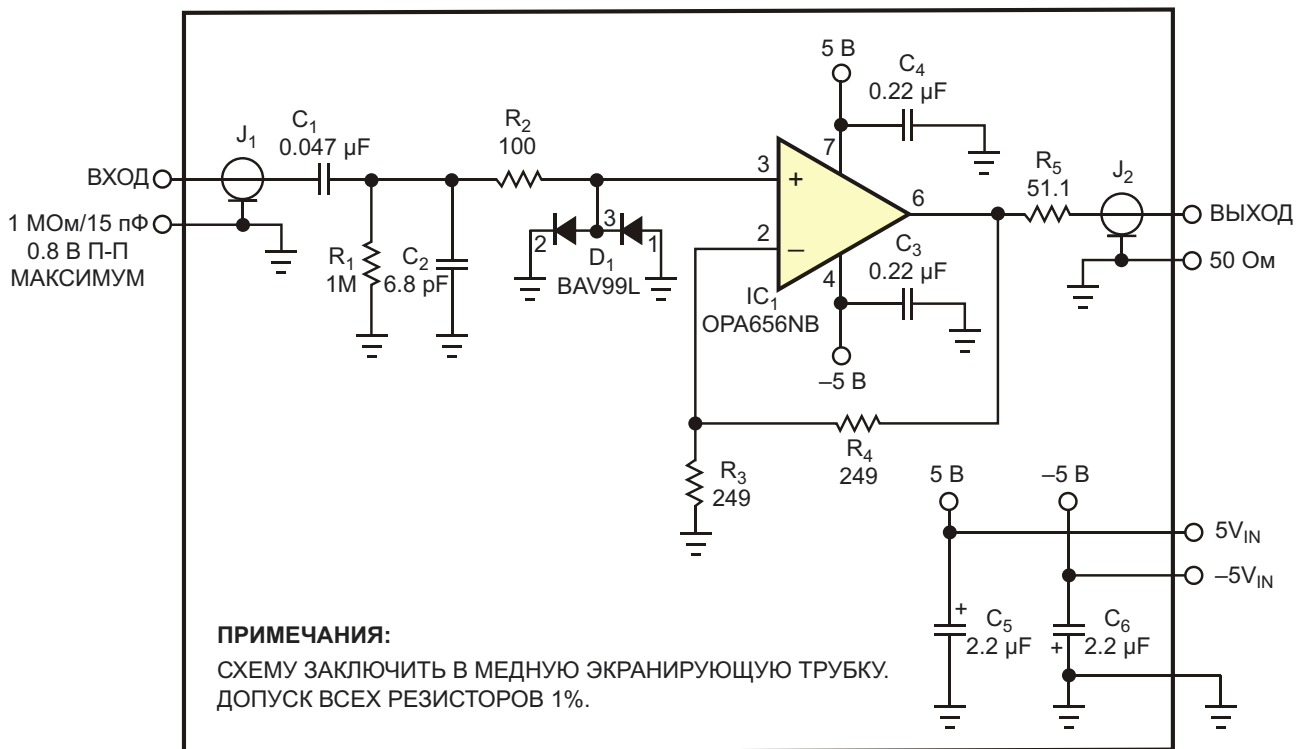 5 В
C4
0.22 µF
J1
C1
0.047 µF
R2
100
7
R5
51.1
J2
ВХОД
3
+
6
ВЫХОД
1 МОм/15 пФ
0.8 В П-П
МАКСИМУМ
2
3
1
2
–
C3
0.22 µF
50 Ом
R1
1M
C2
6.8 pF
D1
BAV99L
4
IC1
OPA656NB
–5 В
R3
249
R4
249
5 В
–5 В
5VIN
–5VIN
+
C5
2.2 µF
+
C6
2.2 µF
ПРИМЕЧАНИЯ:
СХЕМУ ЗАКЛЮЧИТЬ В МЕДНУЮ ЭКРАНИРУЮЩУЮ ТРУБКУ.
ДОПУСК ВСЕХ РЕЗИСТОРОВ 1%.